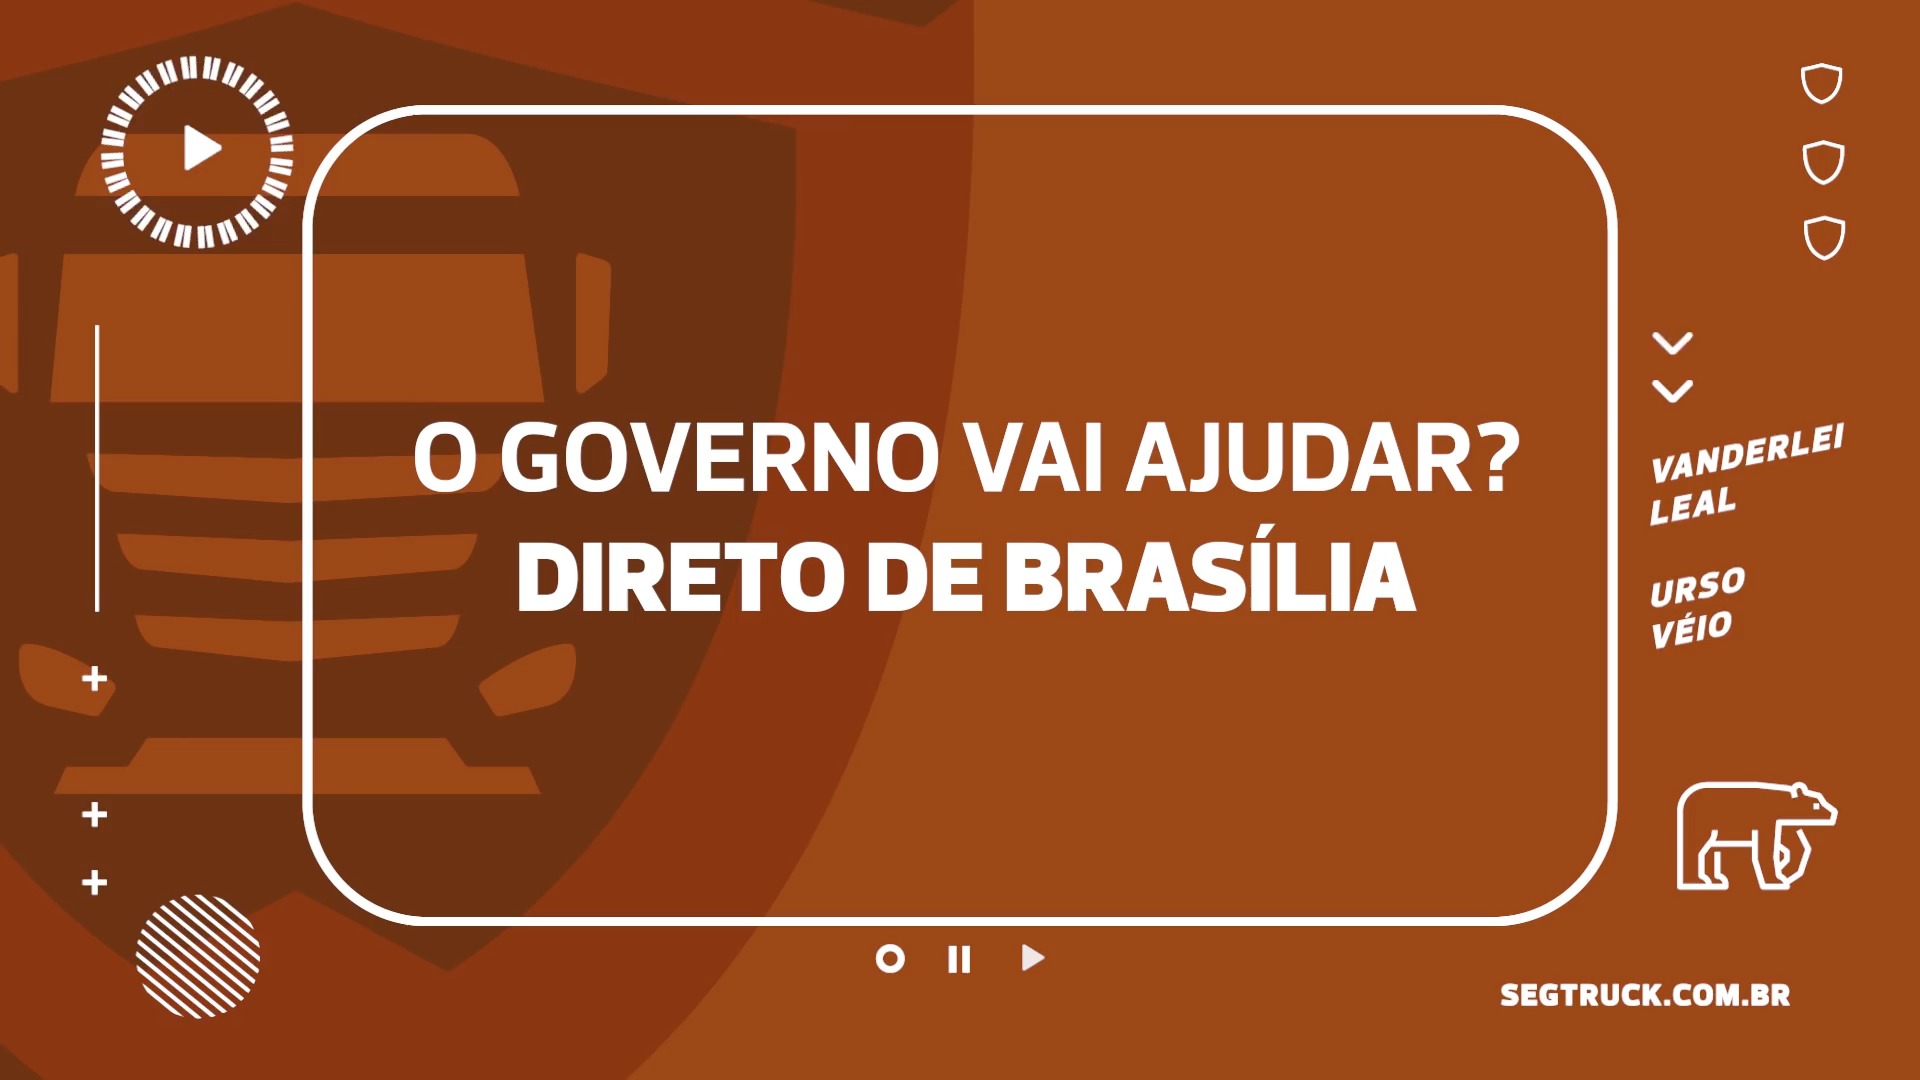 O GOVERNO VAI AJUDAR?
DIRETO DE BRASÍLIA
VANDERLEI
LEAL
URSO
VÉIO
SEGTRUCK.COM.BR